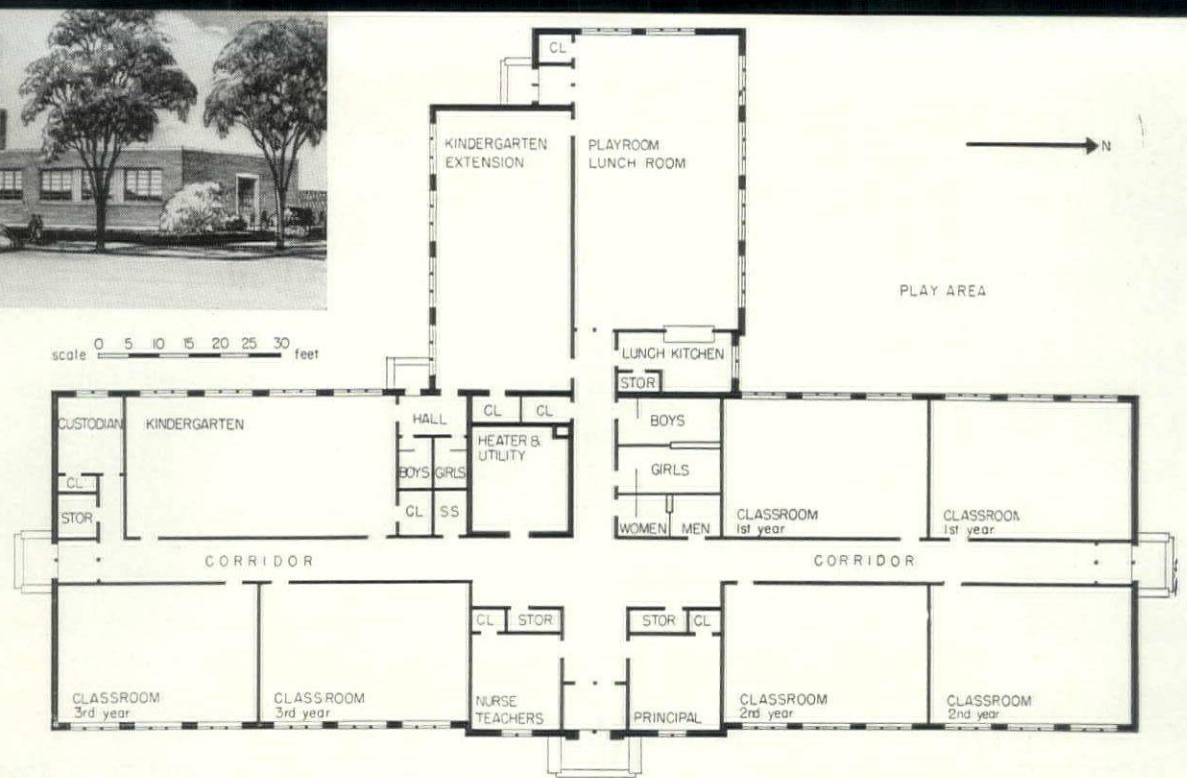 CL
KINDERGARTEN
EXTENSION
PLAYROOM
LUNCH ROOM
N
PLAY AREA
scale 0 5 10 15 20 25 30 feet
LUNCH KITCHEN
STOR
CUSTODIAN
KINDERGARTEN
HALL
CL
CL
BOYS
HEATER &
UTILITY
BOYS
GIRLS
GIRLS
CL
STOR
CL
S.S
WOMEN
MEN
CLASSROOM
1st year
CLASSROOM
1st year
CORRIDOR
CORRIDOR
CL
STOR
STOR
CL
CLASSROOM
3rd year
CLASSROOM
3rd year
NURSE
TEACHERS
PRINCIPAL
CLASSROOM
2nd year
CLASSROOM
2nd year